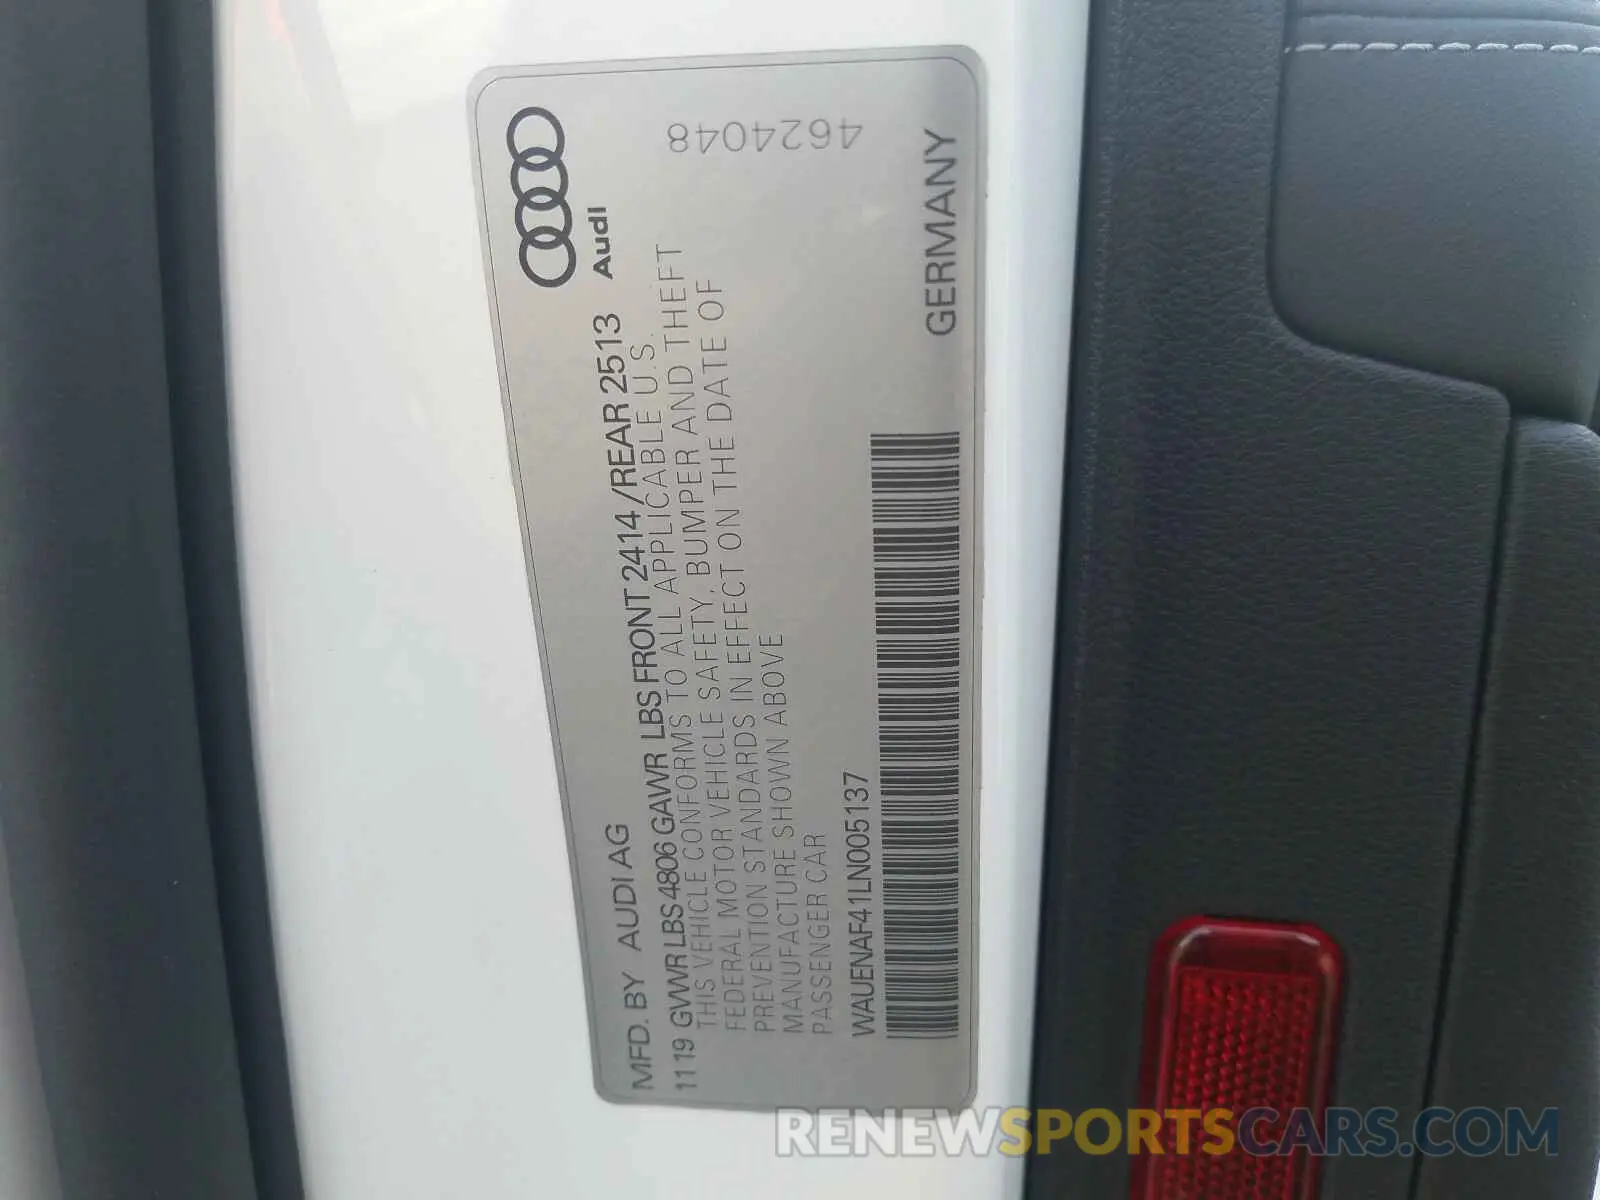 Audi
4624048
MFD. BY AUDI AG
11 19 GVWR LBS 4806 GAWR LBS FRONT 2414 / REAR 2513
THIS VEHICLE CONFORMS TO ALL APPLICABLE U.S.
FEDERAL MOTOR VEHICLE SAFETY, BUMPER AND THEFT
PREVENTION STANDARDS IN EFFECT ON THE DATE OF
MANUFACTURE SHOWN ABOVE
PASSENGER CAR
WAUENAF41LN005137
GERMANY
RENEWSPORTSCARS.COM